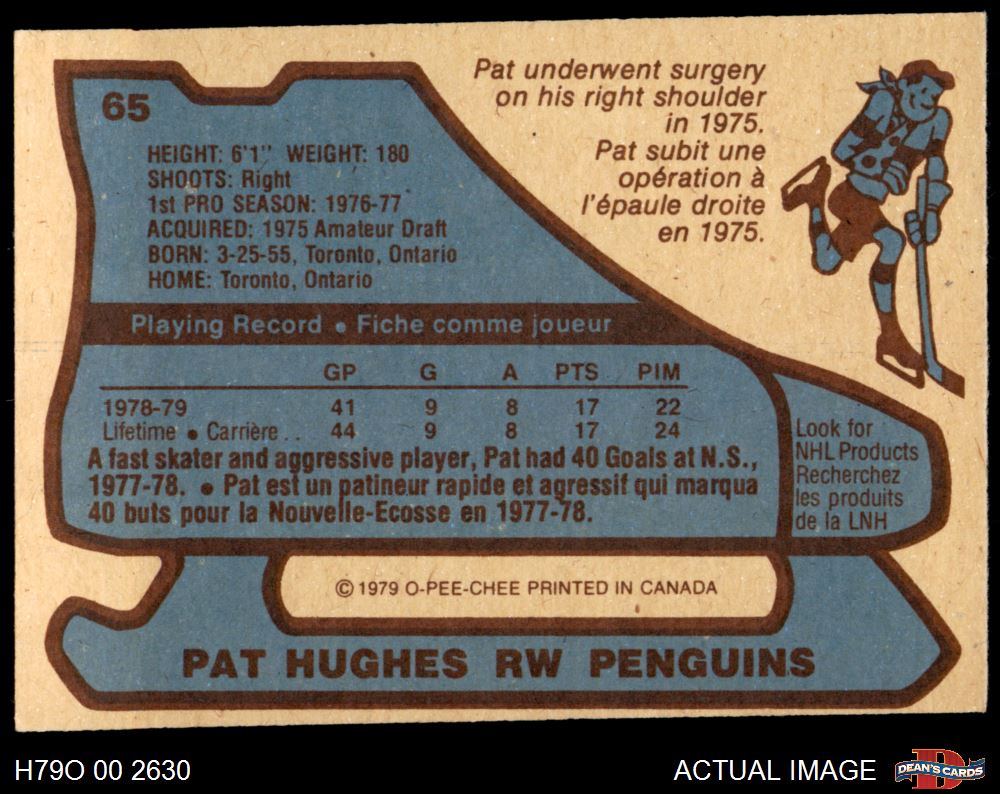 65
HEIGHT: 6'1" WEIGHT: 180
SHOOTS: Right
1st PRO SEASON: 1976-77
ACQUIRED: 1975 Amateur Draft
BORN: 3-25-55, Toronto, Ontario
HOME: Toronto, Ontario
Pat underwent surgery
on his right shoulder
in 1975.
Pat subit une
opération à
l'épaule droite
en 1975.
Playing Record • Fiche comme joueur
GP G A PTS PIM
1978-79 41 9 8 17 22
Lifetime • Carrière .. 44 9 8 17 24
A fast skater and aggressive player, Pat had 40 Goals at N.S.,
1977-78. • Pat est un patineur rapide et agressif qui marqua
40 buts pour la Nouvelle-Ecosse en 1977-78.
Look for
NHL Products
Recherchez
les produits
de la LNH
© 1979 O-PEE-CHEE PRINTED IN CANADA
PAT HUGHES RW PENGUINS
H79O 00 2630
ACTUAL IMAGE
D
DEAN'S CARDS